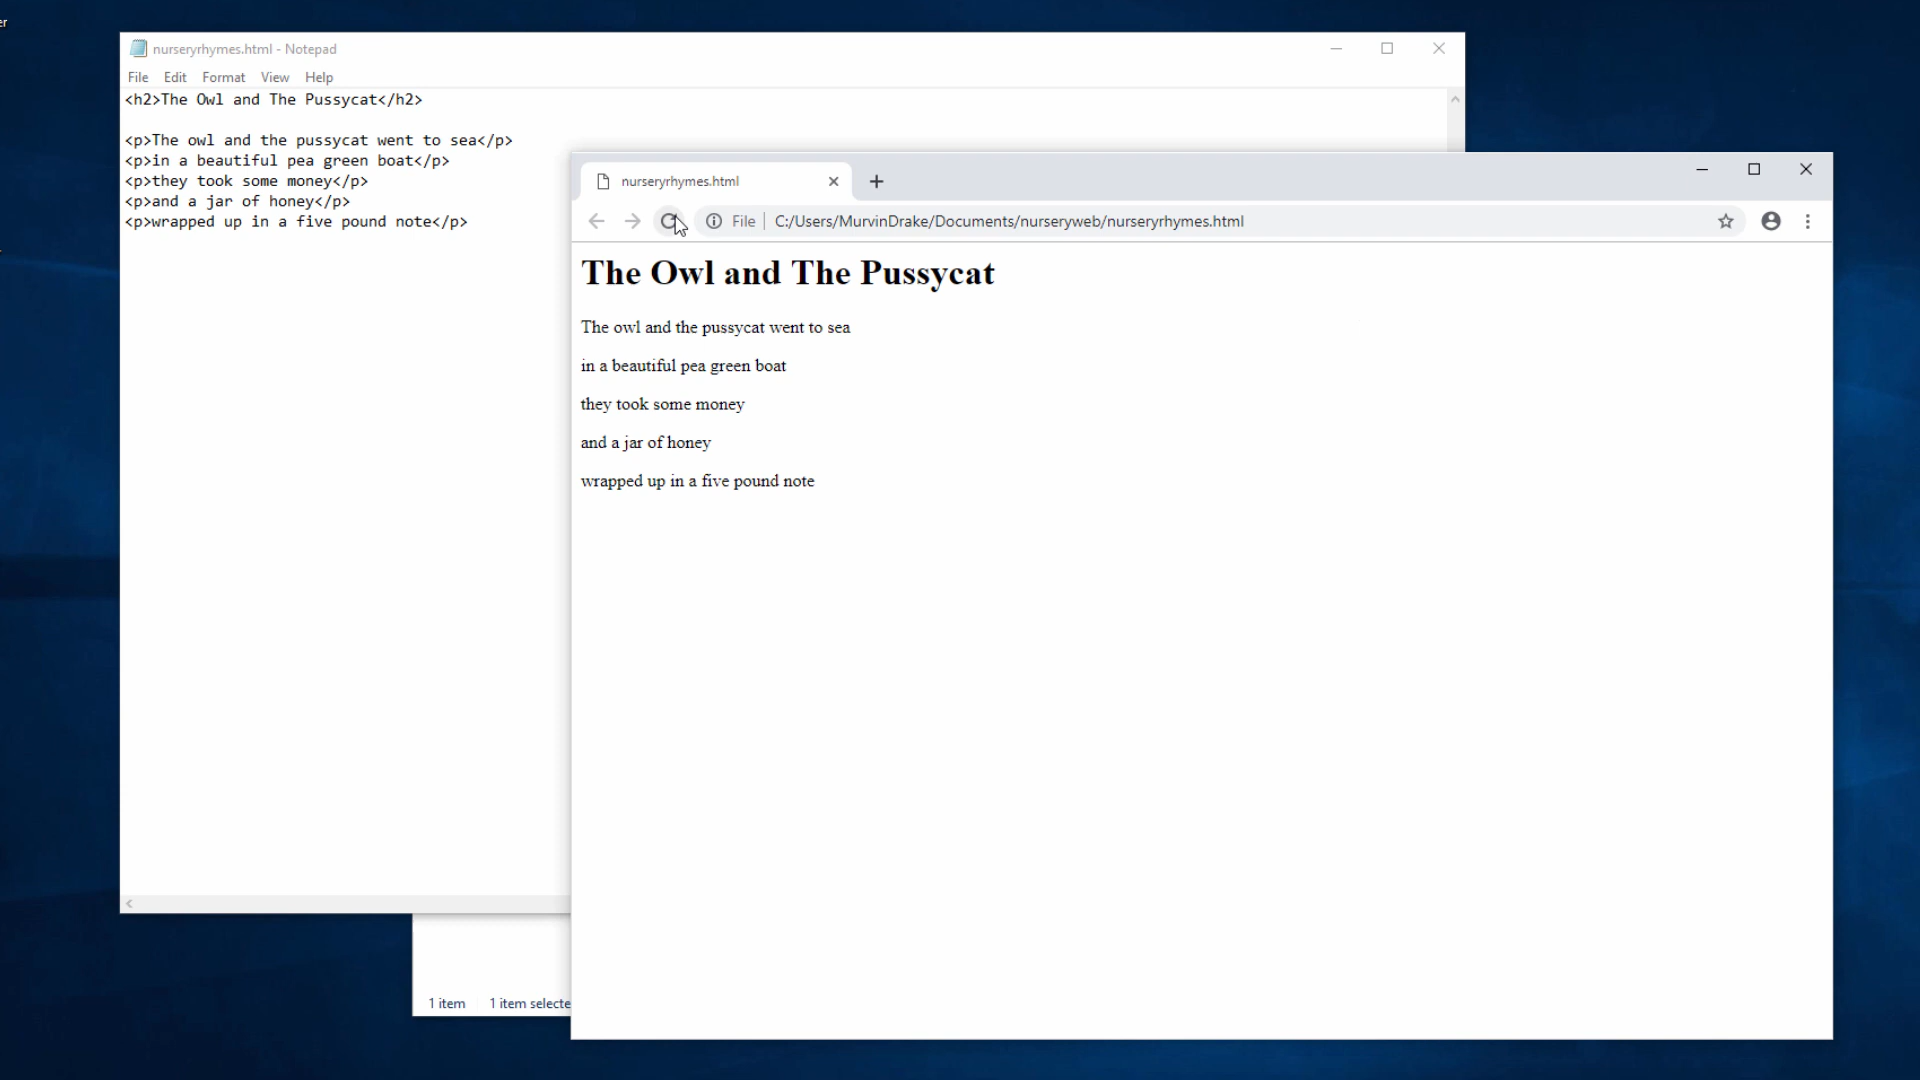 er
nurseryrhymes.html - Notepad
File Edit Format View Help
<h2>The Owl and The Pussycat</h2>
<p>The owl and the pussycat went to sea</p>
<p>in a beautiful pea green boat</p>
<p>they took some money</p>
<p>and a jar of honey</p>
<p>wrapped up in a five pound note</p>
nurseryrhymes.html
File C:/Users/MurvinDrake/Documents/nurseryweb/nurseryrhymes.html
The Owl and The Pussycat
The owl and the pussycat went to sea
in a beautiful pea green boat
they took some money
and a jar of honey
wrapped up in a five pound note
1 item 1 item selecte